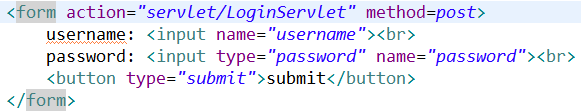 <form action="servlet/LoginServlet" method=post>
username: <input name="username"><br>
password: <input type="password" name="password"><br>
<button type="submit">submit</button>
</form>